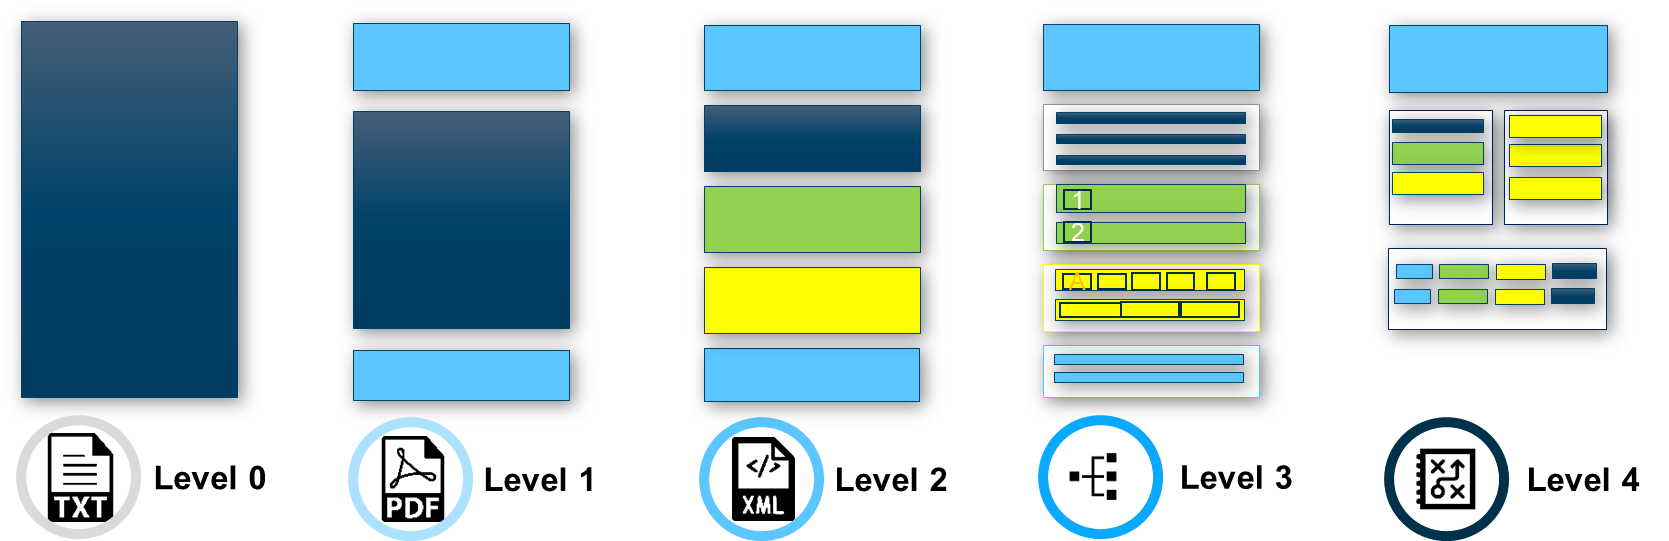 1
2
A
TXT
Level 0
PDF
Level 1
</>
XML
Level 2
Level 3
Level 4